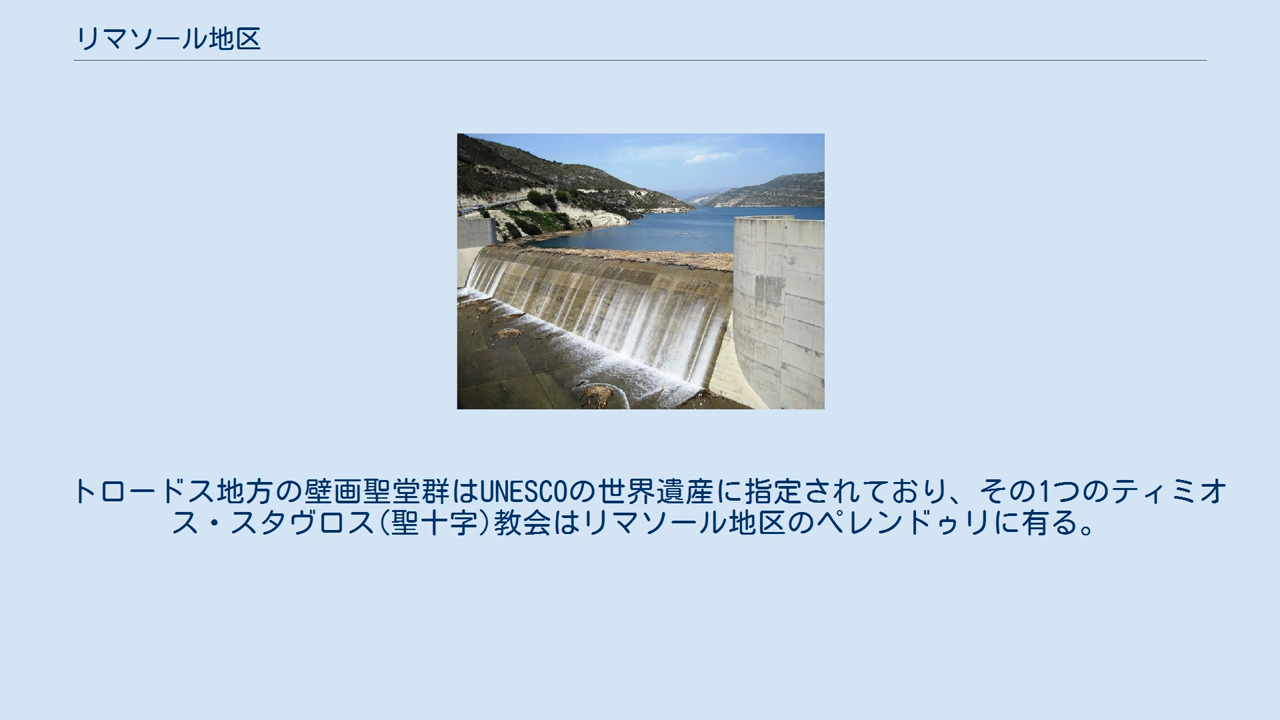 リマソール地区
トロードス地方の壁画聖堂群はUNESCOの世界遺産に指定されており、その1つのティミオ
ス・スタヴロス(聖十字)教会はリマソール地区のペレンドゥリに有る。